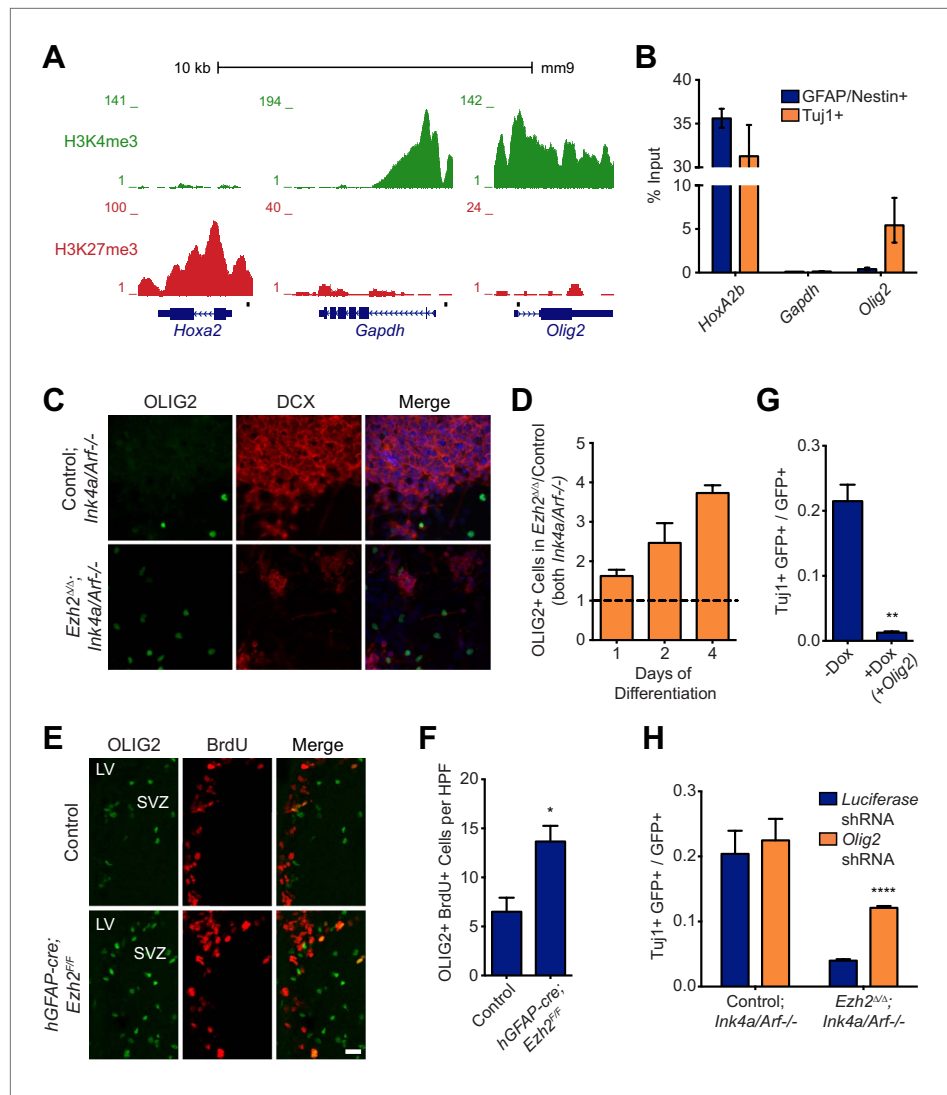 A
10 kb
mm9
141
194
142
H3K4me3
1
1
1
100
40
24
H3K27me3
1
1
1
Hoxa2
Gapdh
Olig2
B
40
35
30
10
5
0
% Input
GFAP/Nestin+
Tuj1+
HoxA2b
Gapdh
Olig2
C
OLIG2
DCX
Merge
Control;
Ink4a/Arf-/-
Ezh2Δ/Δ;
Ink4a/Arf-/-
D
OLIG2+ Cells in Ezh2Δ/Δ/Control
(both Ink4a/Arf-/-)
5
4
3
2
1
0
1
2
4
Days of
Differentiation
G
Tuj1+ GFP+ / GFP+
0.3
0.2
0.1
0.0
**
-Dox
+Dox
(+Olig2)
E
OLIG2
BrdU
Merge
LV
SVZ
Control
LV
SVZ
hGFAP-cre;
Ezh2F/F
F
OLIG2+ BrdU+ Cells per HPF
20
15
10
5
0
*
Control
hGFAP-cre;
Ezh2F/F
H
Tuj1+ GFP+ / GFP+
0.3
0.2
0.1
0.0
Luciferase
shRNA
Olig2
shRNA
****
Control;
Ink4a/Arf-/-
Ezh2Δ/Δ;
Ink4a/Arf-/-